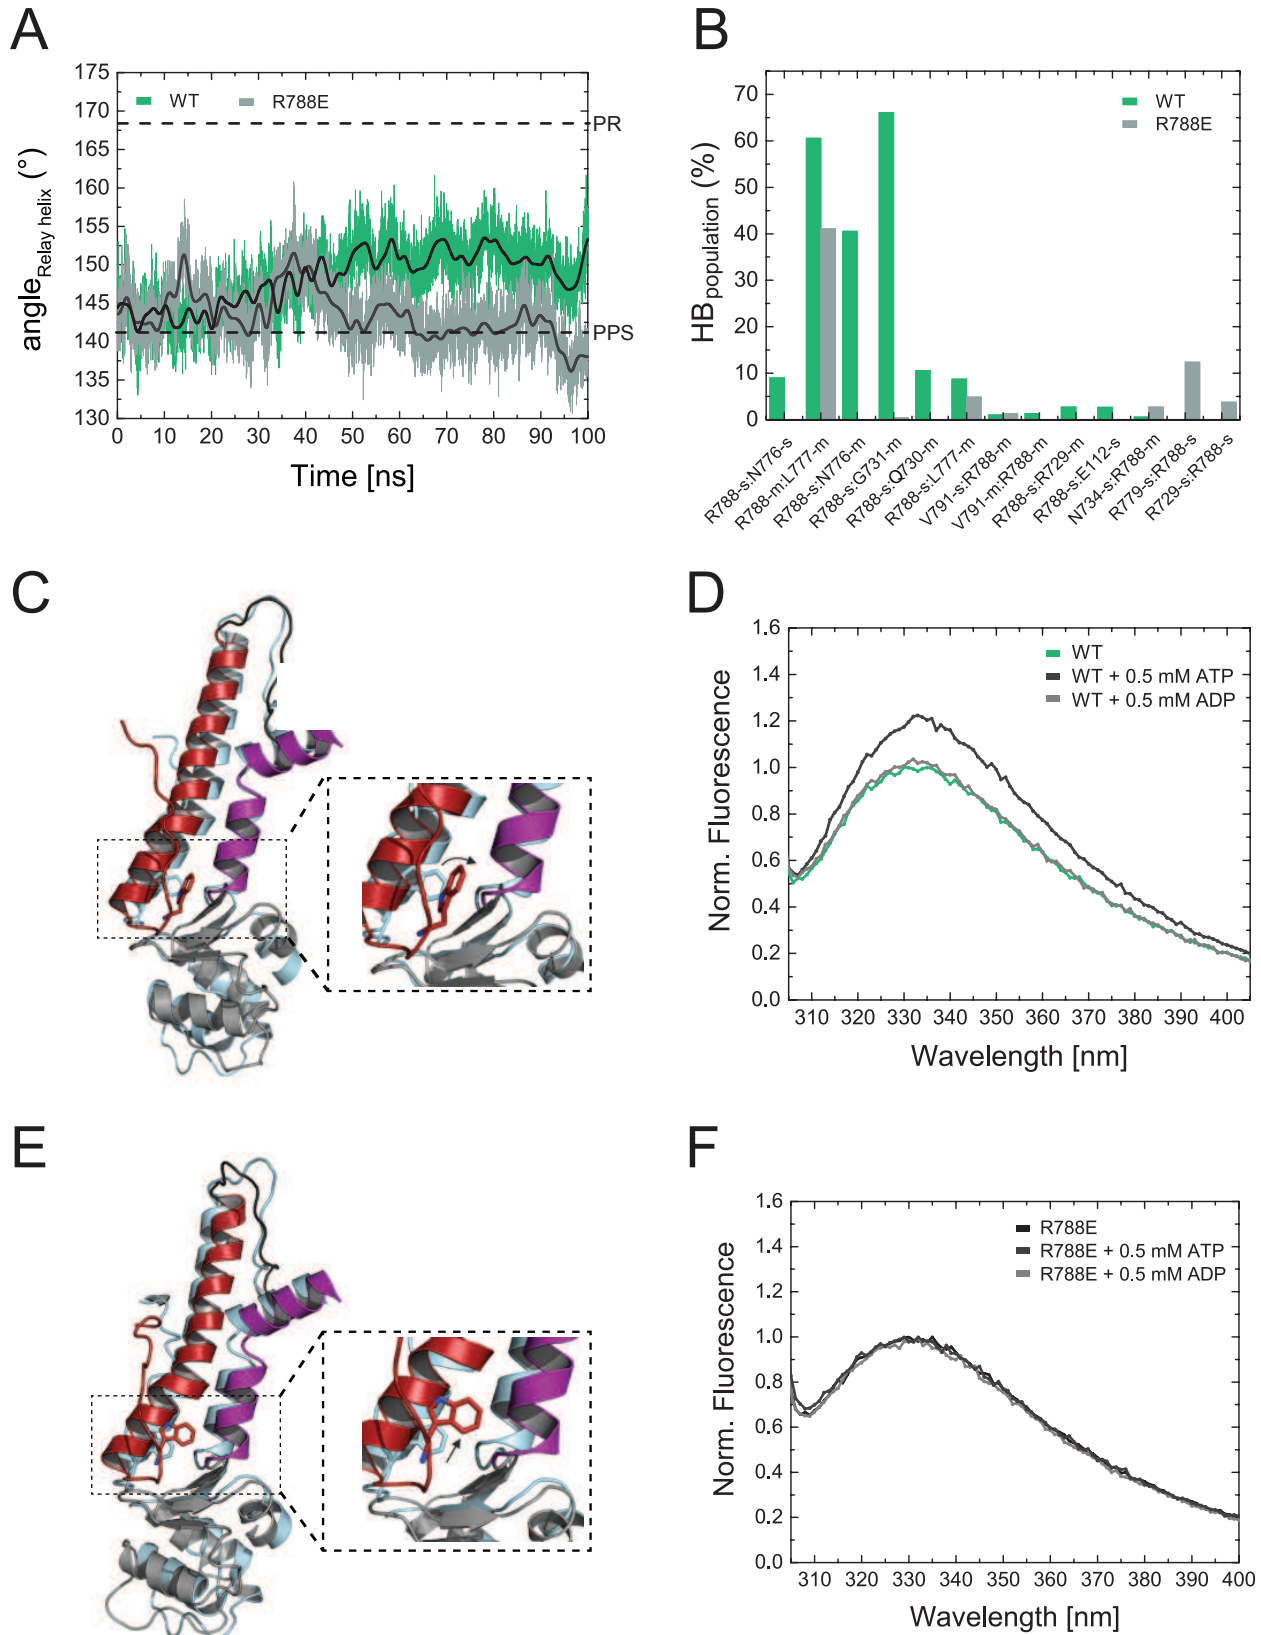 A
175
170
165
160
155
150
145
140
135
130
angle Relay helix (°)
WT
R788E
PR
PPS
0 10 20 30 40 50 60 70 80 90 100
Time [ns]
B
70
60
50
40
30
20
10
0
HB population (%)
WT
R788E
R788-s:N776-s
R788-m:L777-m
R788-s:N776-m
R788-s:G731-m
R788-s:Q730-m
R788-s:L777-m
V791-s:R788-m
V791-m:R788-m
R788-s:R729-m
R788-s:E112-s
N734-s:R788-m
R779-s:R788-s
R729-s:R788-s
C
D
1.6
1.4
1.2
1.0
0.8
0.6
0.4
0.2
0.0
Norm. Fluorescence
WT
WT + 0.5 mM ATP
WT + 0.5 mM ADP
310 320 330 340 350 360 370 380 390 400
Wavelength [nm]
E
F
1.6
1.4
1.2
1.0
0.8
0.6
0.4
0.2
0.0
Norm. Fluorescence
R788E
R788E + 0.5 mM ATP
R788E + 0.5 mM ADP
310 320 330 340 350 360 370 380 390 400
Wavelength [nm]